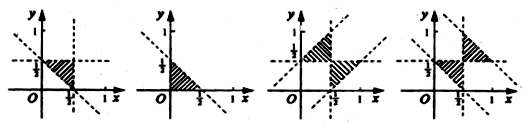 y y y y
1 1 1 1
1/2 1/2 1/2 1/2
O 1/2 1 x O 1/2 1 x O 1/2 1 x O 1/2 1 x